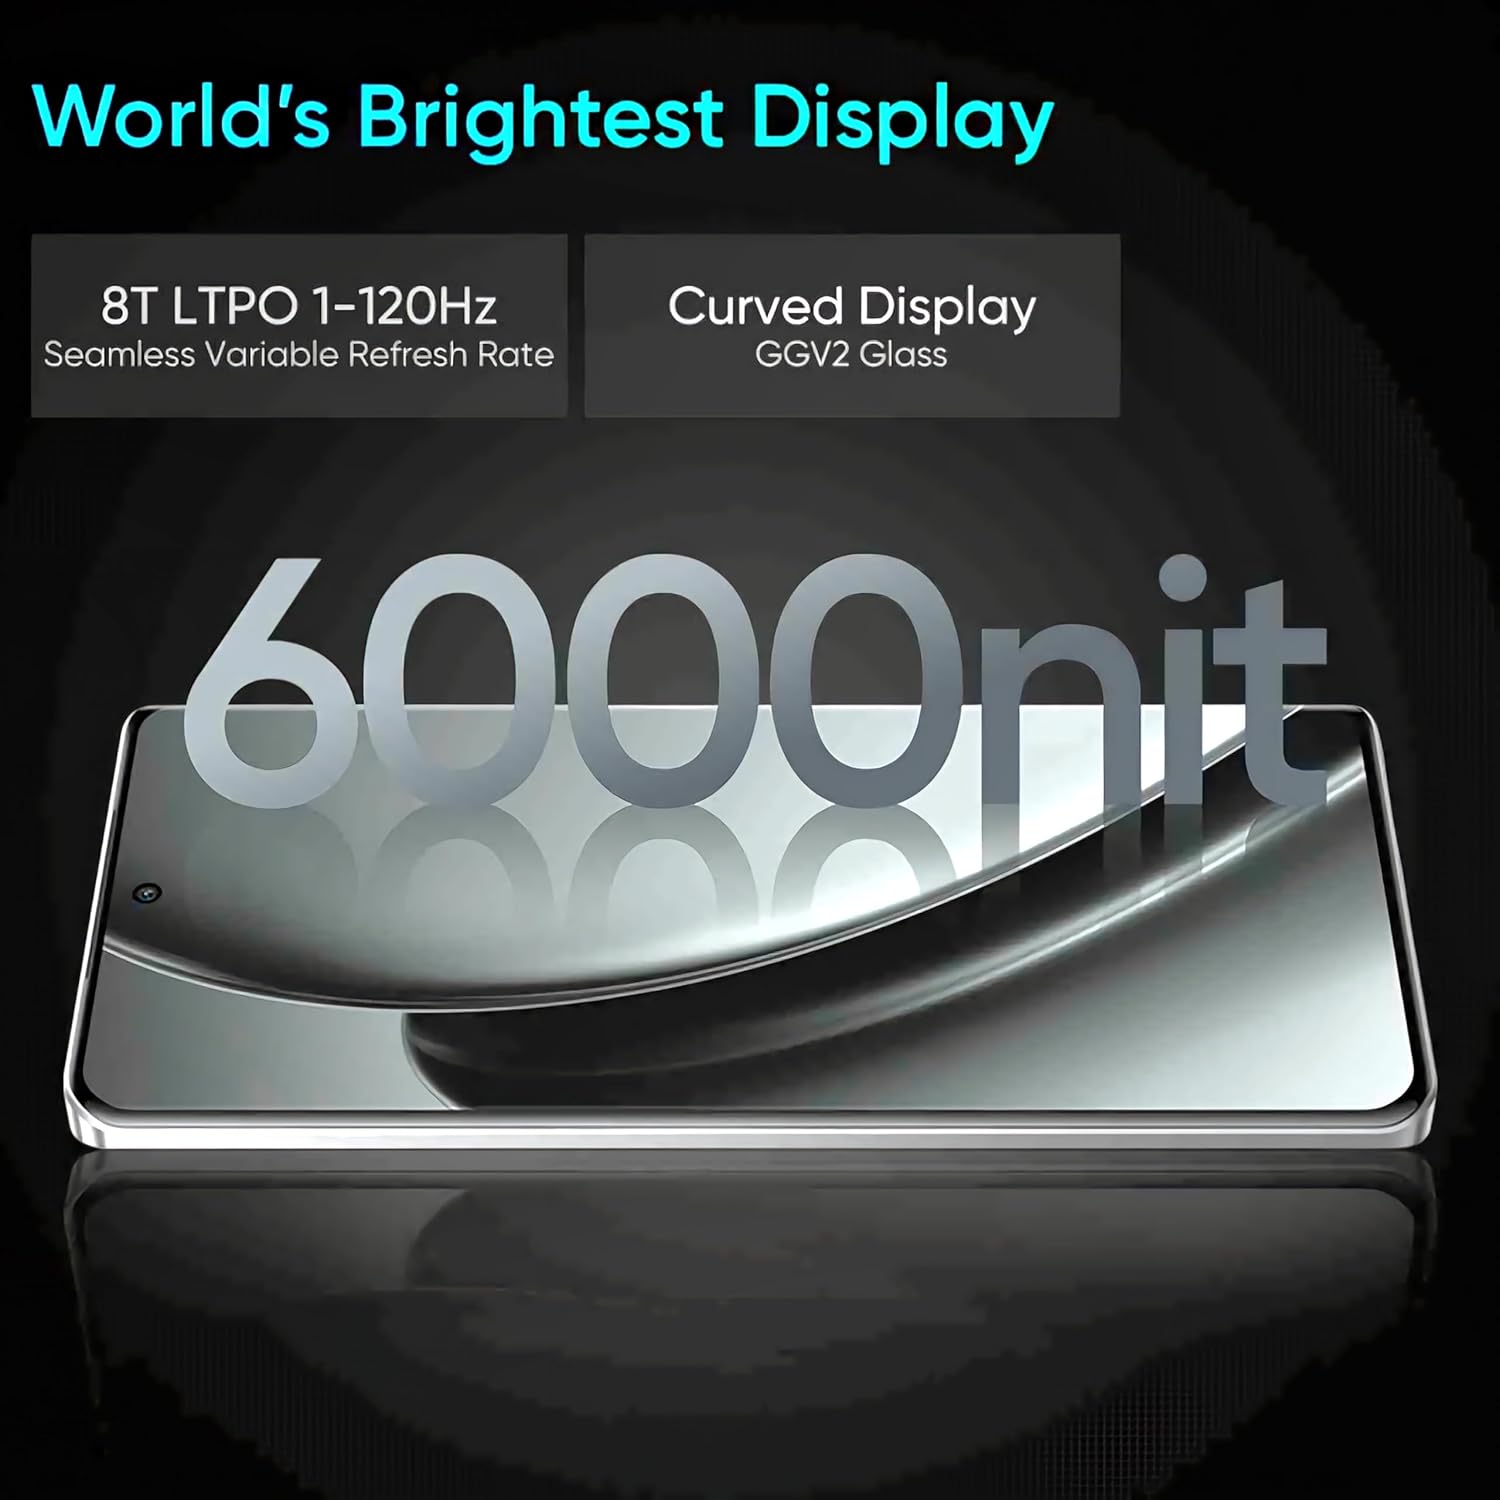 World's Brightest Display
8T LTPO 1-120Hz
Seamless Variable Refresh Rate
Curved Display
GGV2 Glass
6000nit